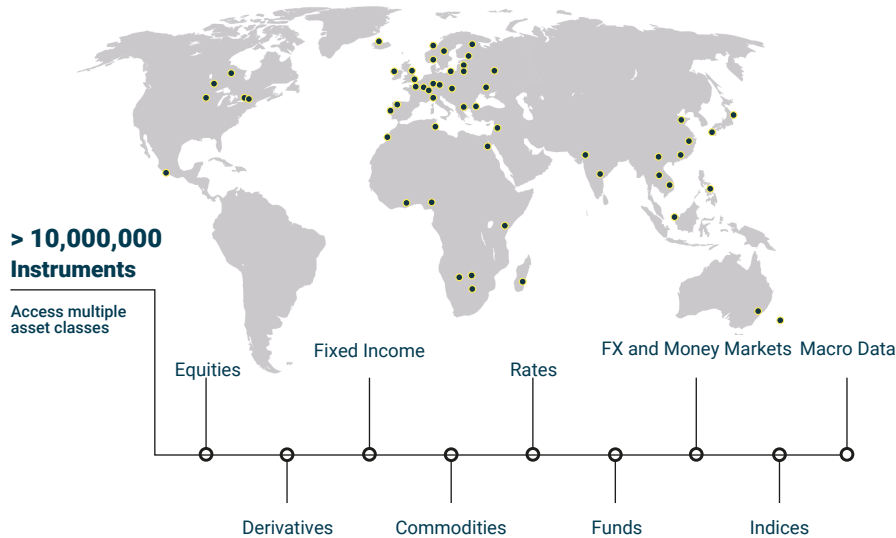 > 10,000,000
Instruments
Access multiple
asset classes
Equities
Fixed Income
Rates
FX and Money Markets
Macro Data
Derivatives
Commodities
Funds
Indices